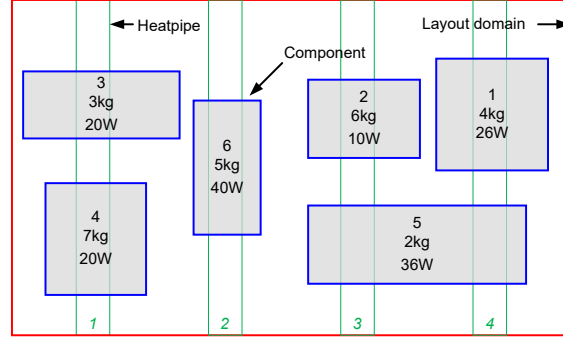 Heatpipe
Layout domain
Component
3
3kg
20W
2
6kg
10W
1
4kg
26W
6
5kg
40W
4
7kg
20W
5
2kg
36W
1
2
3
4